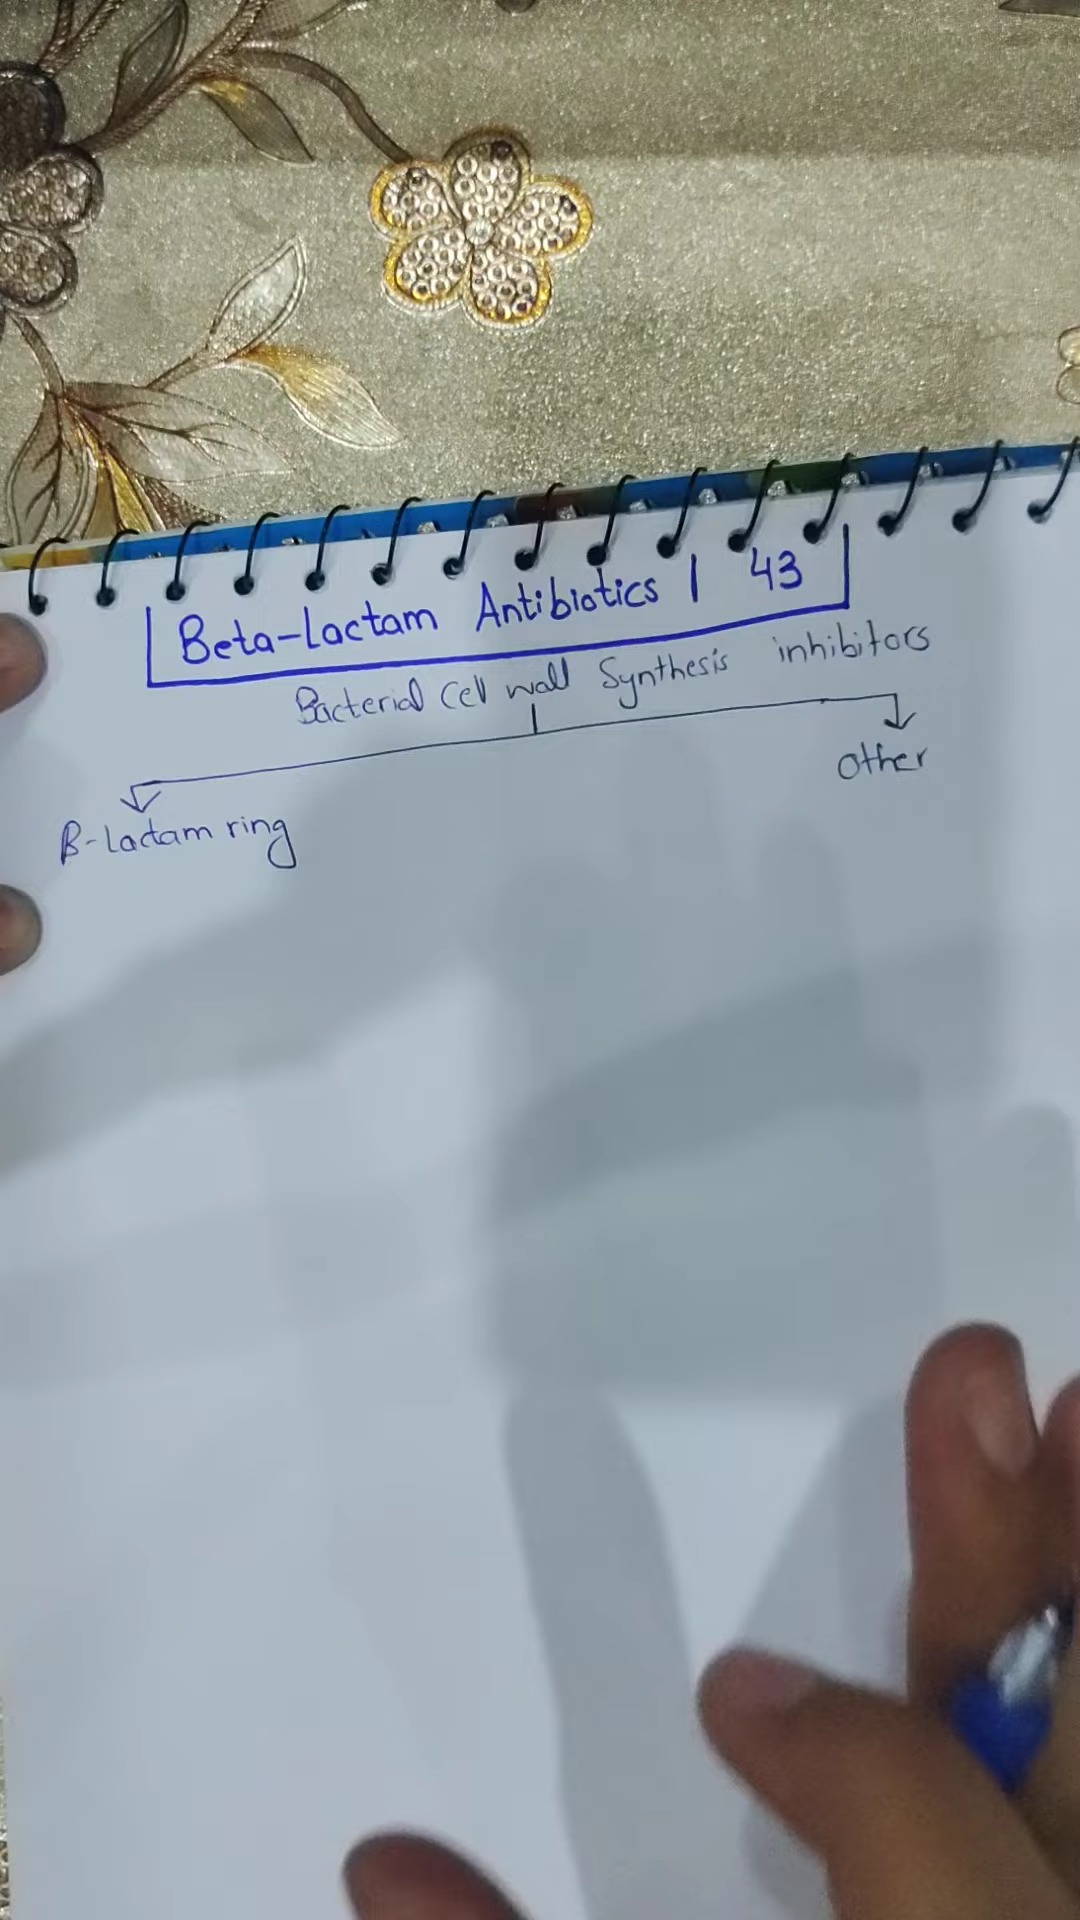 Beta-Lactam Antibiotics | 43
Bacterial Cell wall Synthesis inhibitors
Other
β-Lactam ring